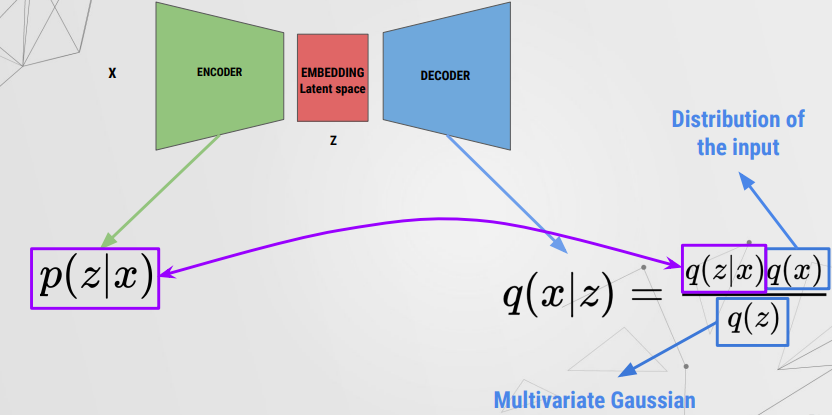 X
ENCODER
EMBEDDING
Latent space
DECODER
Z
Distribution of
the input
p(z|x)
q(x|z) = q(z|x)q(x)
q(z)
Multivariate Gaussian